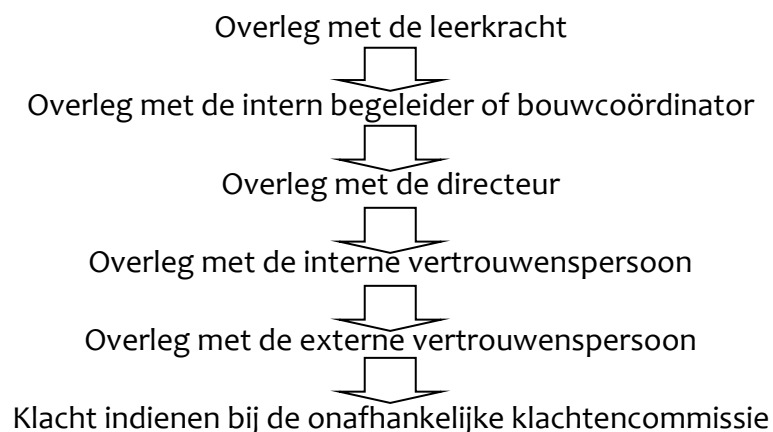 Overleg met de leerkracht
Overleg met de intern begeleider of bouwcoördinator
Overleg met de directeur
Overleg met de interne vertrouwenspersoon
Overleg met de externe vertrouwenspersoon
Klacht indienen bij de onafhankelijke klachtencommissie